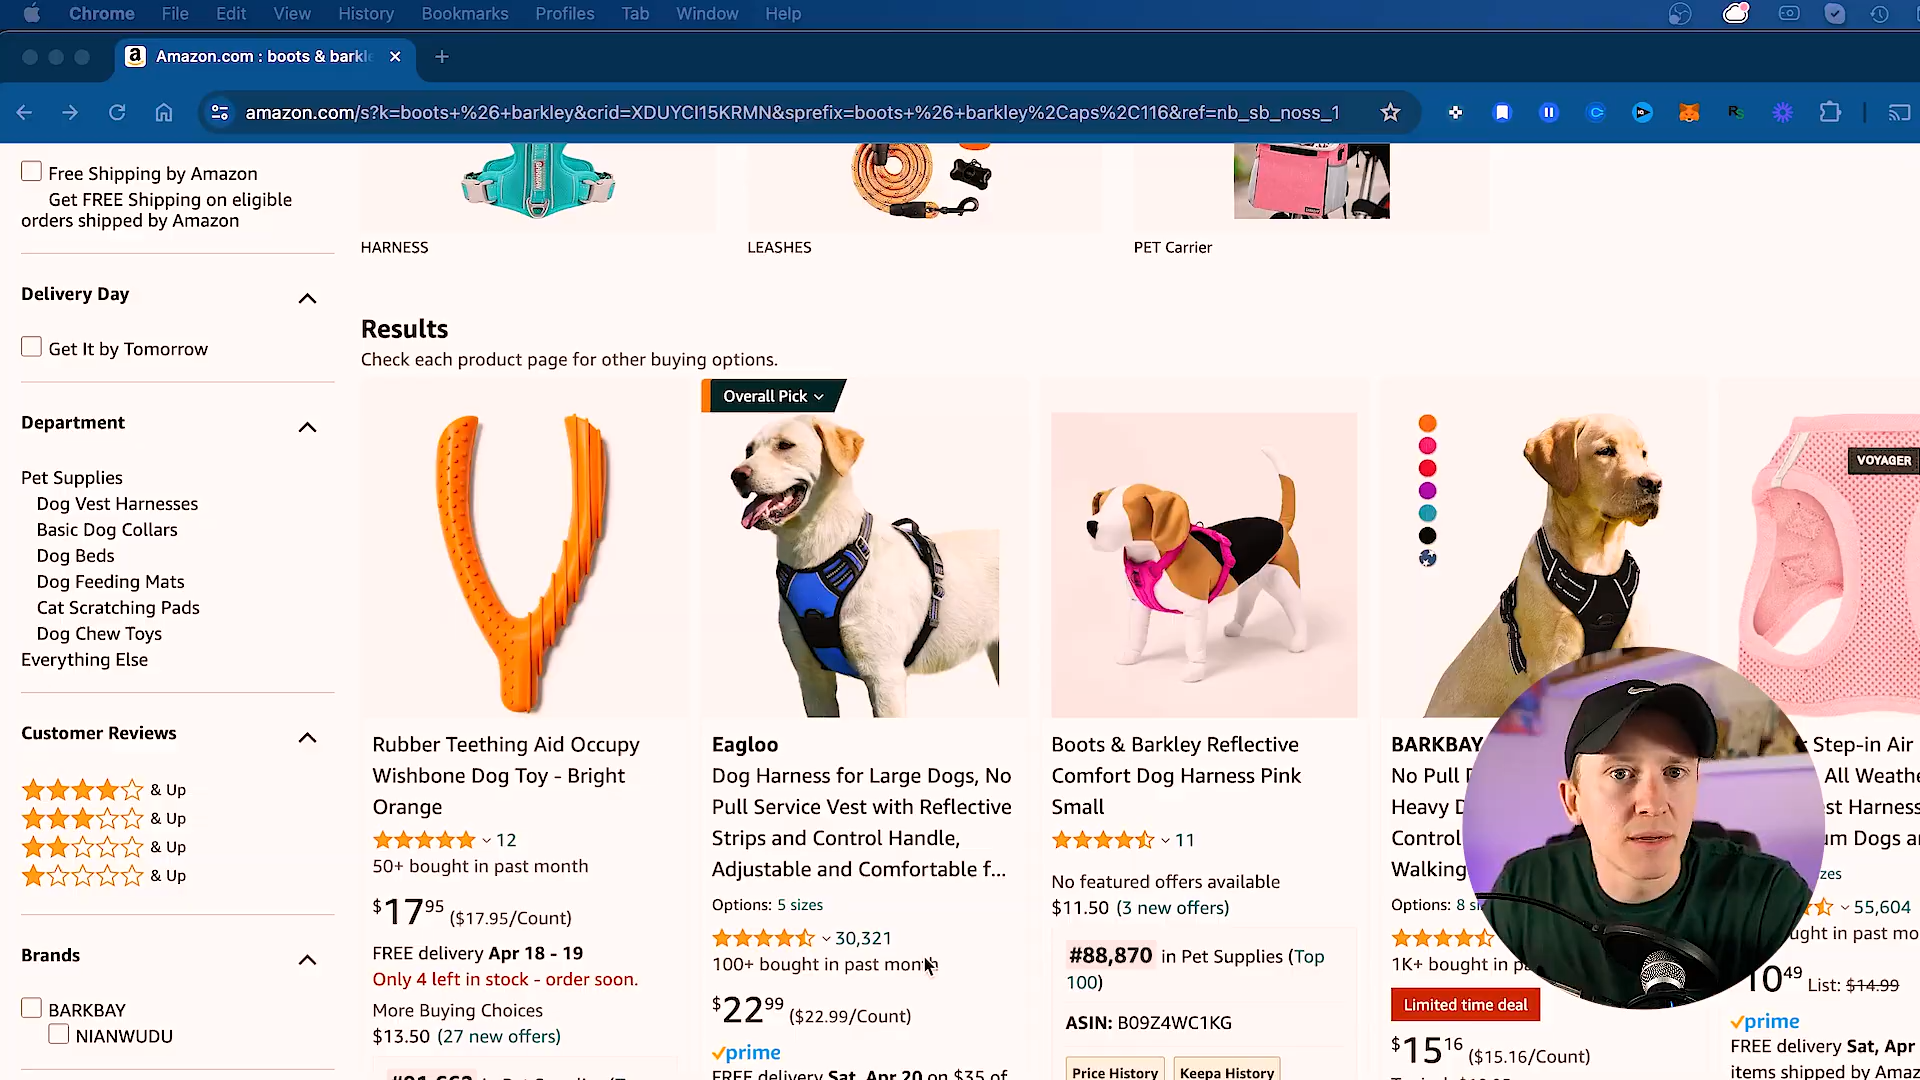 Chrome File Edit View History Bookmarks Profiles Tab Window Help
Amazon.com : boots & barkl
amazon.com/s?k=boots+%26+barkley&crid=XDUYCI15KRMN&sprefix=boots+%26+barkley%2Caps%2C116&ref=nb_sb_noss_1
Free Shipping by Amazon
Get FREE Shipping on eligible
orders shipped by Amazon
Delivery Day
Get It by Tomorrow
Department
Pet Supplies
Dog Vest Harnesses
Basic Dog Collars
Dog Beds
Dog Feeding Mats
Cat Scratching Pads
Dog Chew Toys
Everything Else
Customer Reviews
& Up
& Up
& Up
& Up
Brands
BARKBAY
NIANWUDU
HARNESS
LEASHES
PET Carrier
Results
Check each product page for other buying options.
Rubber Teething Aid Occupy
Wishbone Dog Toy - Bright
Orange
12
50+ bought in past month
$17.95 ($17.95/Count)
FREE delivery Apr 18 - 19
Only 4 left in stock - order soon.
More Buying Choices
$13.50 (27 new offers)
Overall Pick
Eagloo
Dog Harness for Large Dogs, No
Pull Service Vest with Reflective
Strips and Control Handle,
Adjustable and Comfortable f...
Options: 5 sizes
30,321
100+ bought in past month
$22.99 ($22.99/Count)
prime
FREE delivery Sat, Apr 20 on $35 of
Boots & Barkley Reflective
Comfort Dog Harness Pink
Small
11
No featured offers available
$11.50 (3 new offers)
#88,870 in Pet Supplies (Top
100)
ASIN: B09Z4WC1KG
Price History Keepa History
BARKBAY
No Pull
Heavy
Control
Walking
Options: 8
1K+ bought in
Limited time deal
$15.16 ($15.16/Count)
VOYAGER
Step-in Air
All Weath
st Harness
um Dogs a
zes
55,604
ught in past mo
10.49 List: $14.99
prime
FREE delivery Sat, Apr
items shipped by Amaz